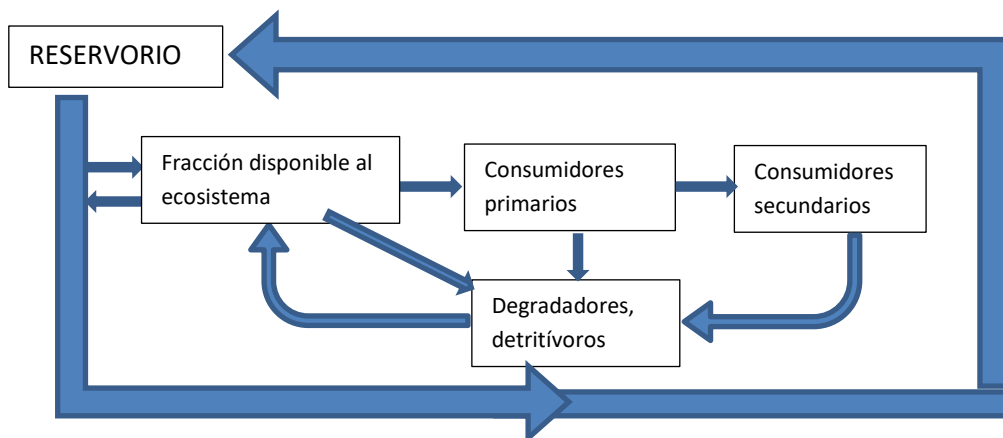 RESERVORIO
Fracción disponible al
ecosistema
Consumidores
primarios
Consumidores
secundarios
Degradadores,
detritívoros